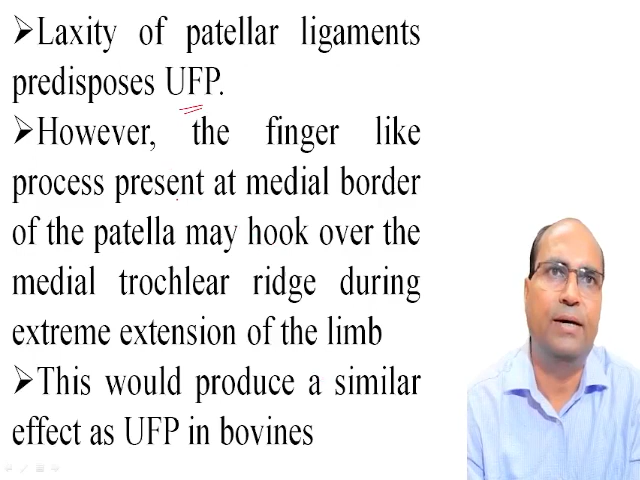 ➢Laxity of patellar ligaments
predisposes UFP.
➢However, the finger like
process present at medial border
of the patella may hook over the
medial trochlear ridge during
extreme extension of the limb
➢This would produce a similar
effect as UFP in bovines